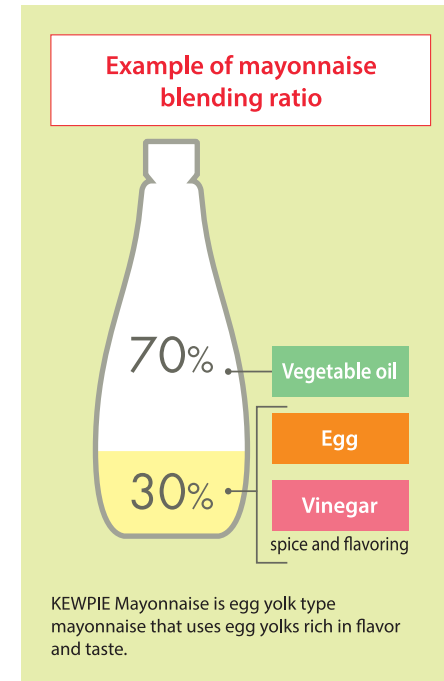 Example of mayonnaise
blending ratio
70%
Vegetable oil
Egg
30%
Vinegar
spice and flavoring
KEWPIE Mayonnaise is egg yolk type
mayonnaise that uses egg yolks rich in flavor
and taste.